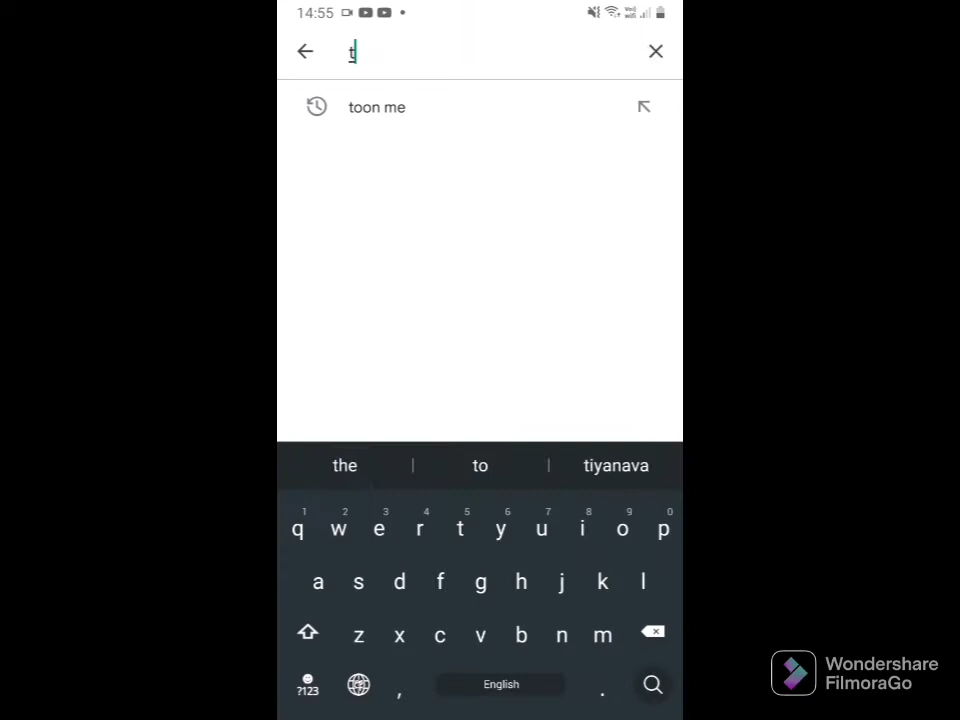 14:55
t
toon me
the | to | tiyanava
1 2 3 4 5 6 7 8 9 0
q w e r t y u i o p
a s d f g h j k l
z x c v b n m
?123 , English .
Wondershare
FilmoraGo